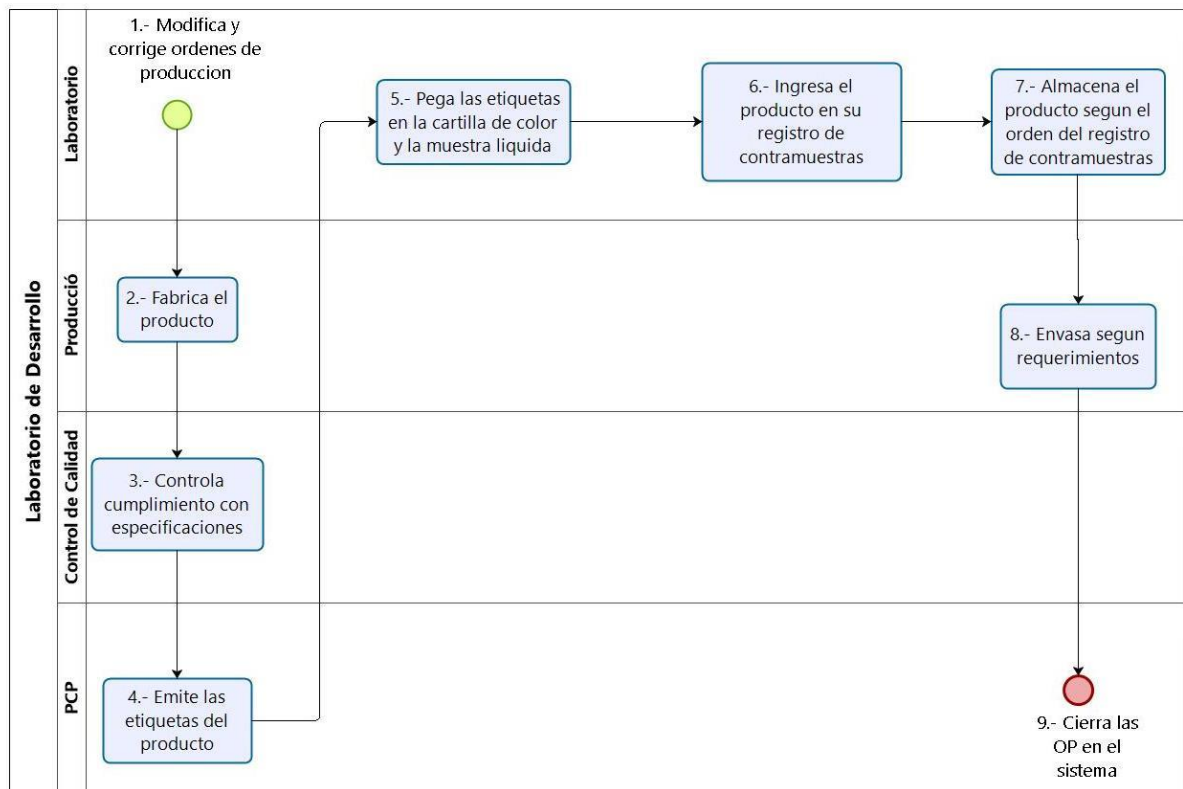 Laboratorio de Desarrollo
Laboratorio
1.- Modifica y
corrige ordenes de
produccion
5.- Pega las etiquetas
en la cartilla de color
y la muestra liquida
6.- Ingresa el
producto en su
registro de
contramuestras
7.- Almacena el
producto segun el
orden del registro
de contramuestras
Producció
2.- Fabrica el
producto
8.- Envasa segun
requerimientos
Control de Calidad
3.- Controla
cumplimiento con
especificaciones
PCP
4.- Emite las
etiquetas del
producto
9.- Cierra las
OP en el
sistema